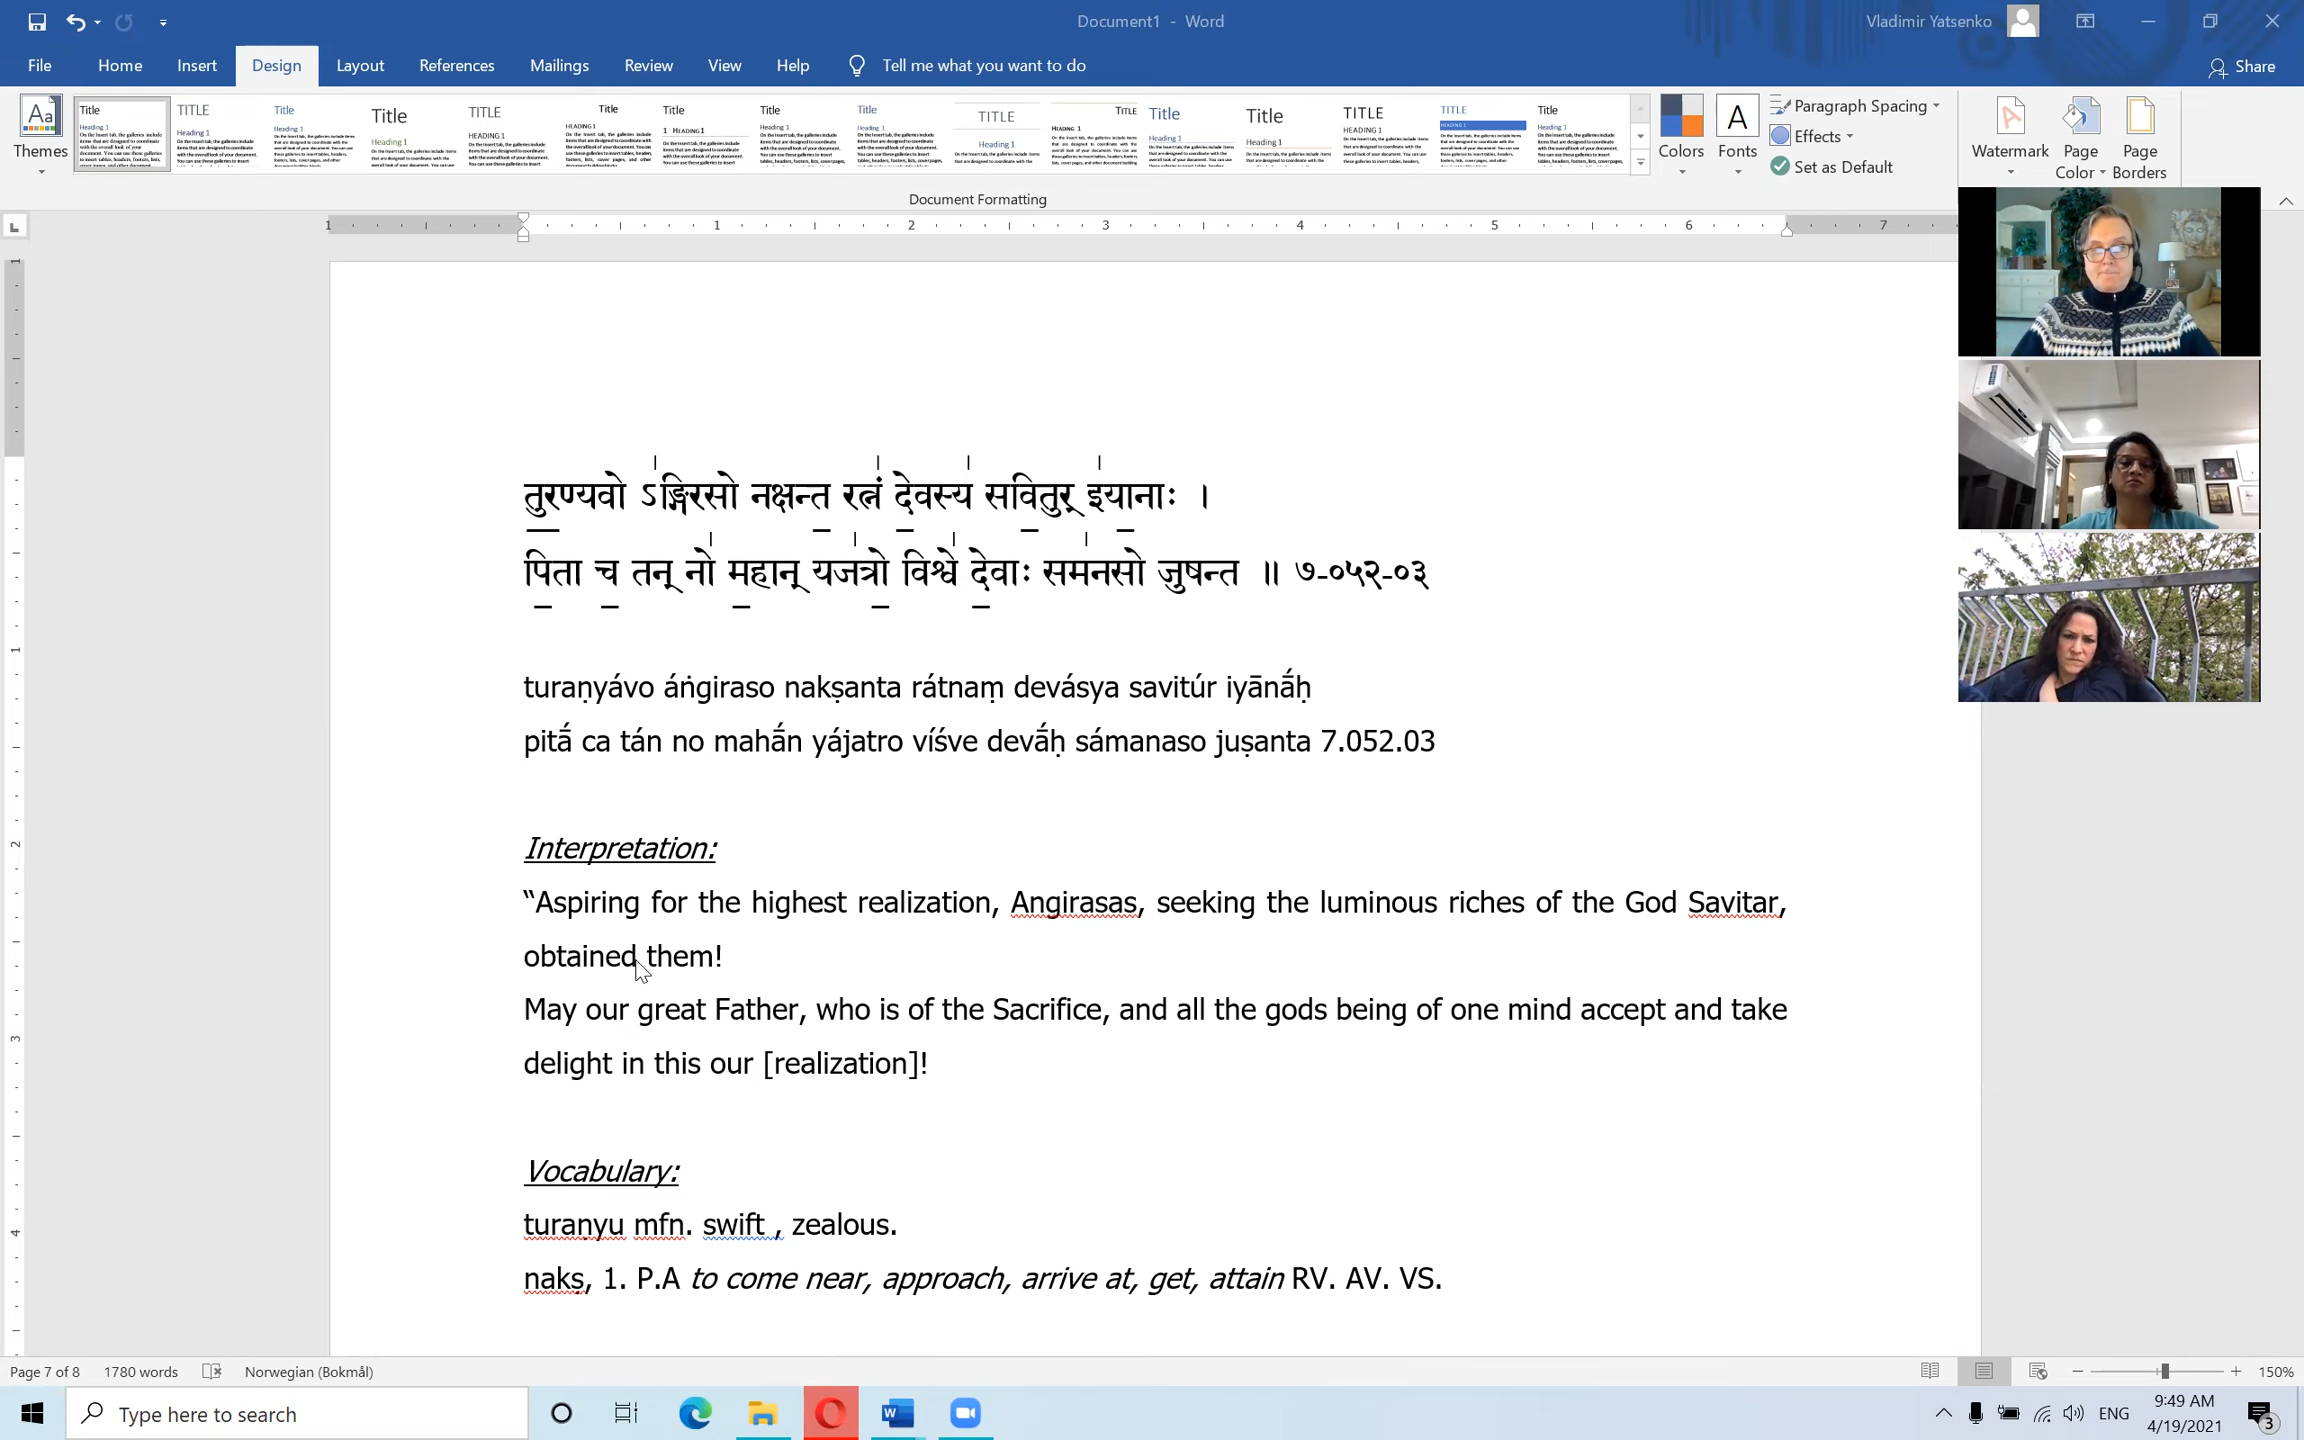 Document1 - Word
Vladimir Yatsenko
File Home Insert Design Layout References Mailings Review View Help Tell me what you want to do
Share
Themes
Colors
Fonts
Paragraph Spacing
Effects
Set as Default
Watermark
Page Color
Page Borders
Document Formatting
तुरण्यवो ऽङ्गिरसो नक्षन्त रत्नं देवस्य सवितुर् इयानाः ।
पिता च तन् नो महान् यजत्रो विश्वे देवाः समनसो जुषन्त ॥ ७-०५२-०३
turaṇyávo áṅgiraso nakṣanta rátnaṃ devásya savitúr iyānā́ḥ
pitā́ ca tán no mahā́n yájatro víśve devā́ḥ sámanaso juṣanta 7.052.03
Interpretation:
“Aspiring for the highest realization, Angirasas, seeking the luminous riches of the God Savitar,
obtained them!
May our great Father, who is of the Sacrifice, and all the gods being of one mind accept and take
delight in this our [realization]!
Vocabulary:
turaṇyu mfn. swift , zealous.
nakṣ, 1. P.A to come near, approach, arrive at, get, attain RV. AV. VS.
Page 7 of 8 1780 words Norwegian (Bokmål) 150%
Type here to search
ENG
9:49 AM
4/19/2021
3